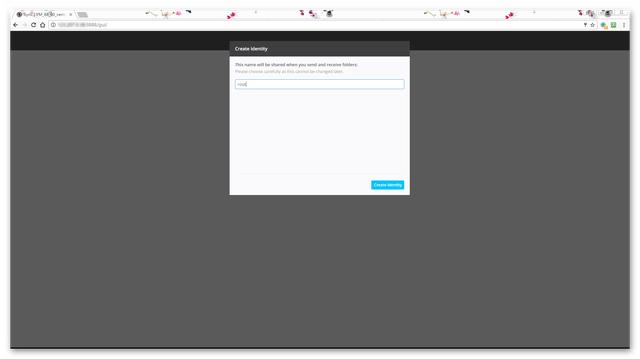 Create Identity
This name will be shared when you send and receive folders:
Please choose carefully as this cannot be changed later.
root
Create Identity